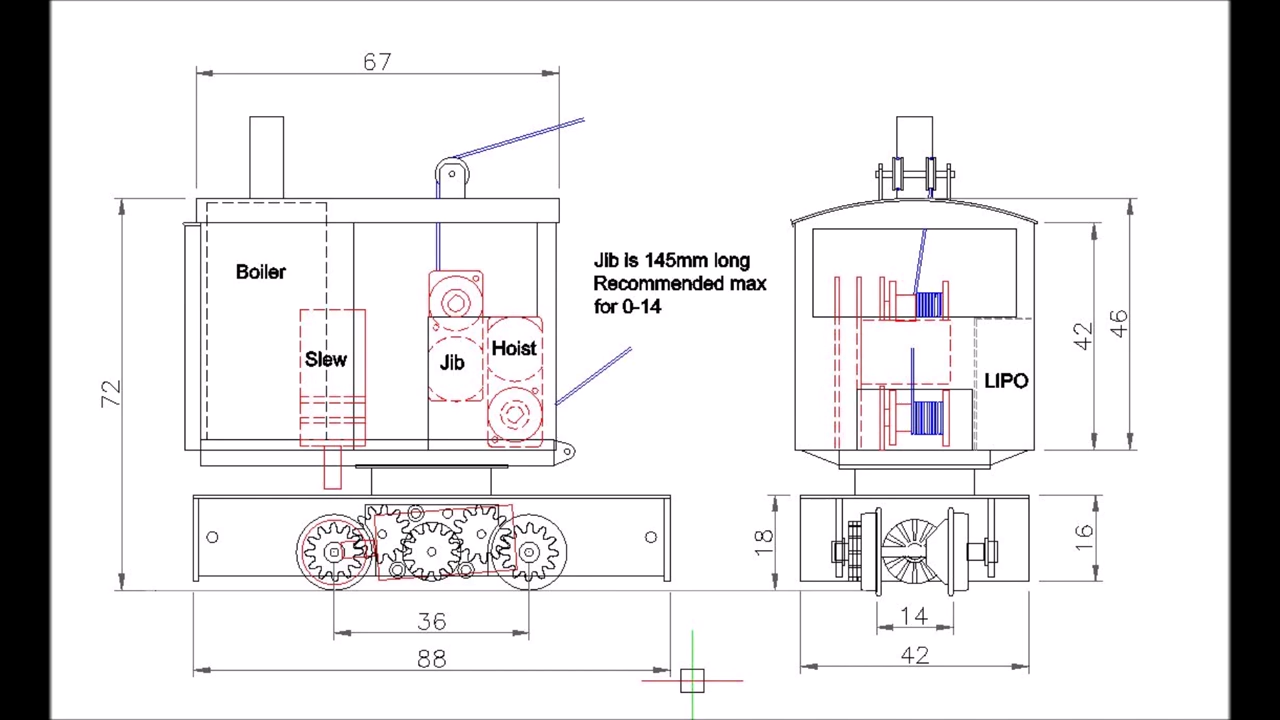 67
Boiler
Jib is 145mm long
Recommended max
for 0-14
Slew
Jib
Hoist
72
42
46
LIPO
18
16
36
14
88
42